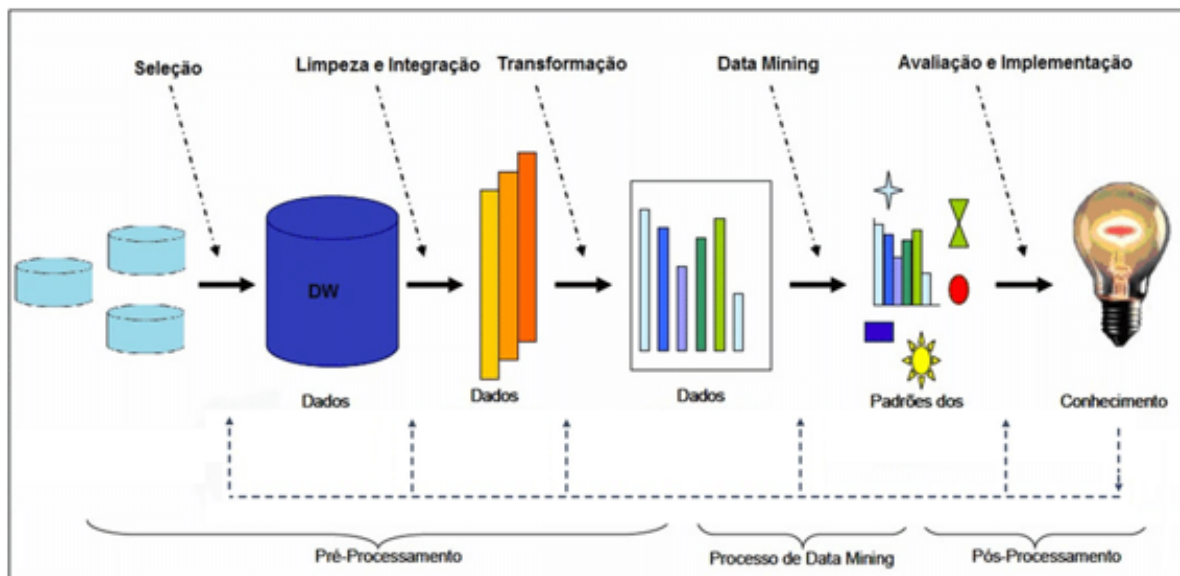 Seleção
Limpeza e Integração
Transformação
Data Mining
Avaliação e Implementação
DW
Dados
Dados
Dados
Padrões dos
Conhecimento
Pré-Processamento
Processo de Data Mining
Pós-Processamento